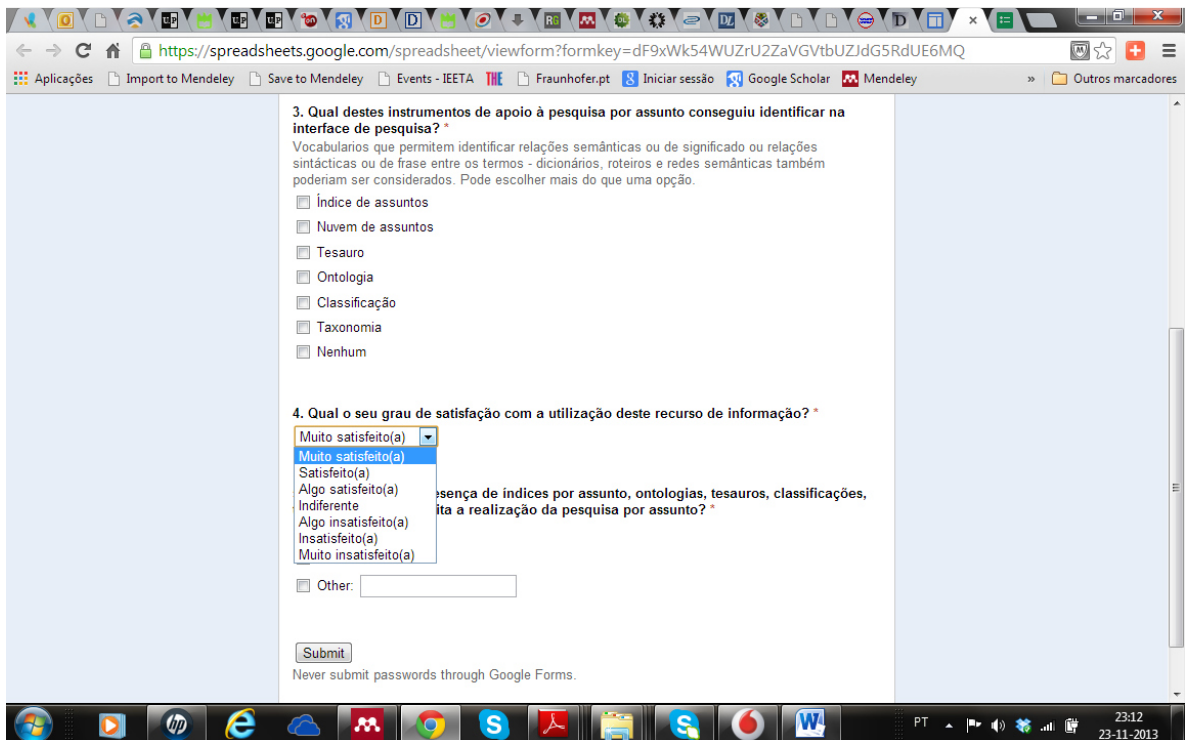 https://spreadsheets.google.com/spreadsheet/viewform?formkey=dF9xWk54WUZrU2ZaVGVtbUZJdG5RdUE6MQ
Aplicações Import to Mendeley Save to Mendeley Events - IEETA THE Fraunhofer.pt 8 Iniciar sessão Google Scholar Mendeley » Outros marcadores
3. Qual destes instrumentos de apoio à pesquisa por assunto conseguiu identificar na
interface de pesquisa? *
Vocabularios que permitem identificar relações semânticas ou de significado ou relações
sintácticas ou de frase entre os termos - dicionários, roteiros e redes semânticas também
poderiam ser considerados. Pode escolher mais do que uma opção.
Índice de assuntos
Nuvem de assuntos
Tesauro
Ontologia
Classificação
Taxonomia
Nenhum
4. Qual o seu grau de satisfação com a utilização deste recurso de informação? *
Muito satisfeito(a)
Muito satisfeito(a)
Satisfeito(a)
Algo satisfeito(a)
Indiferente
Algo insatisfeito(a)
Insatisfeito(a)
Muito insatisfeito(a)
esença de índices por assunto, ontologias, tesauros, classificações,
ita a realização da pesquisa por assunto? *
Other:
Submit
Never submit passwords through Google Forms.
PT 23:12
23-11-2013